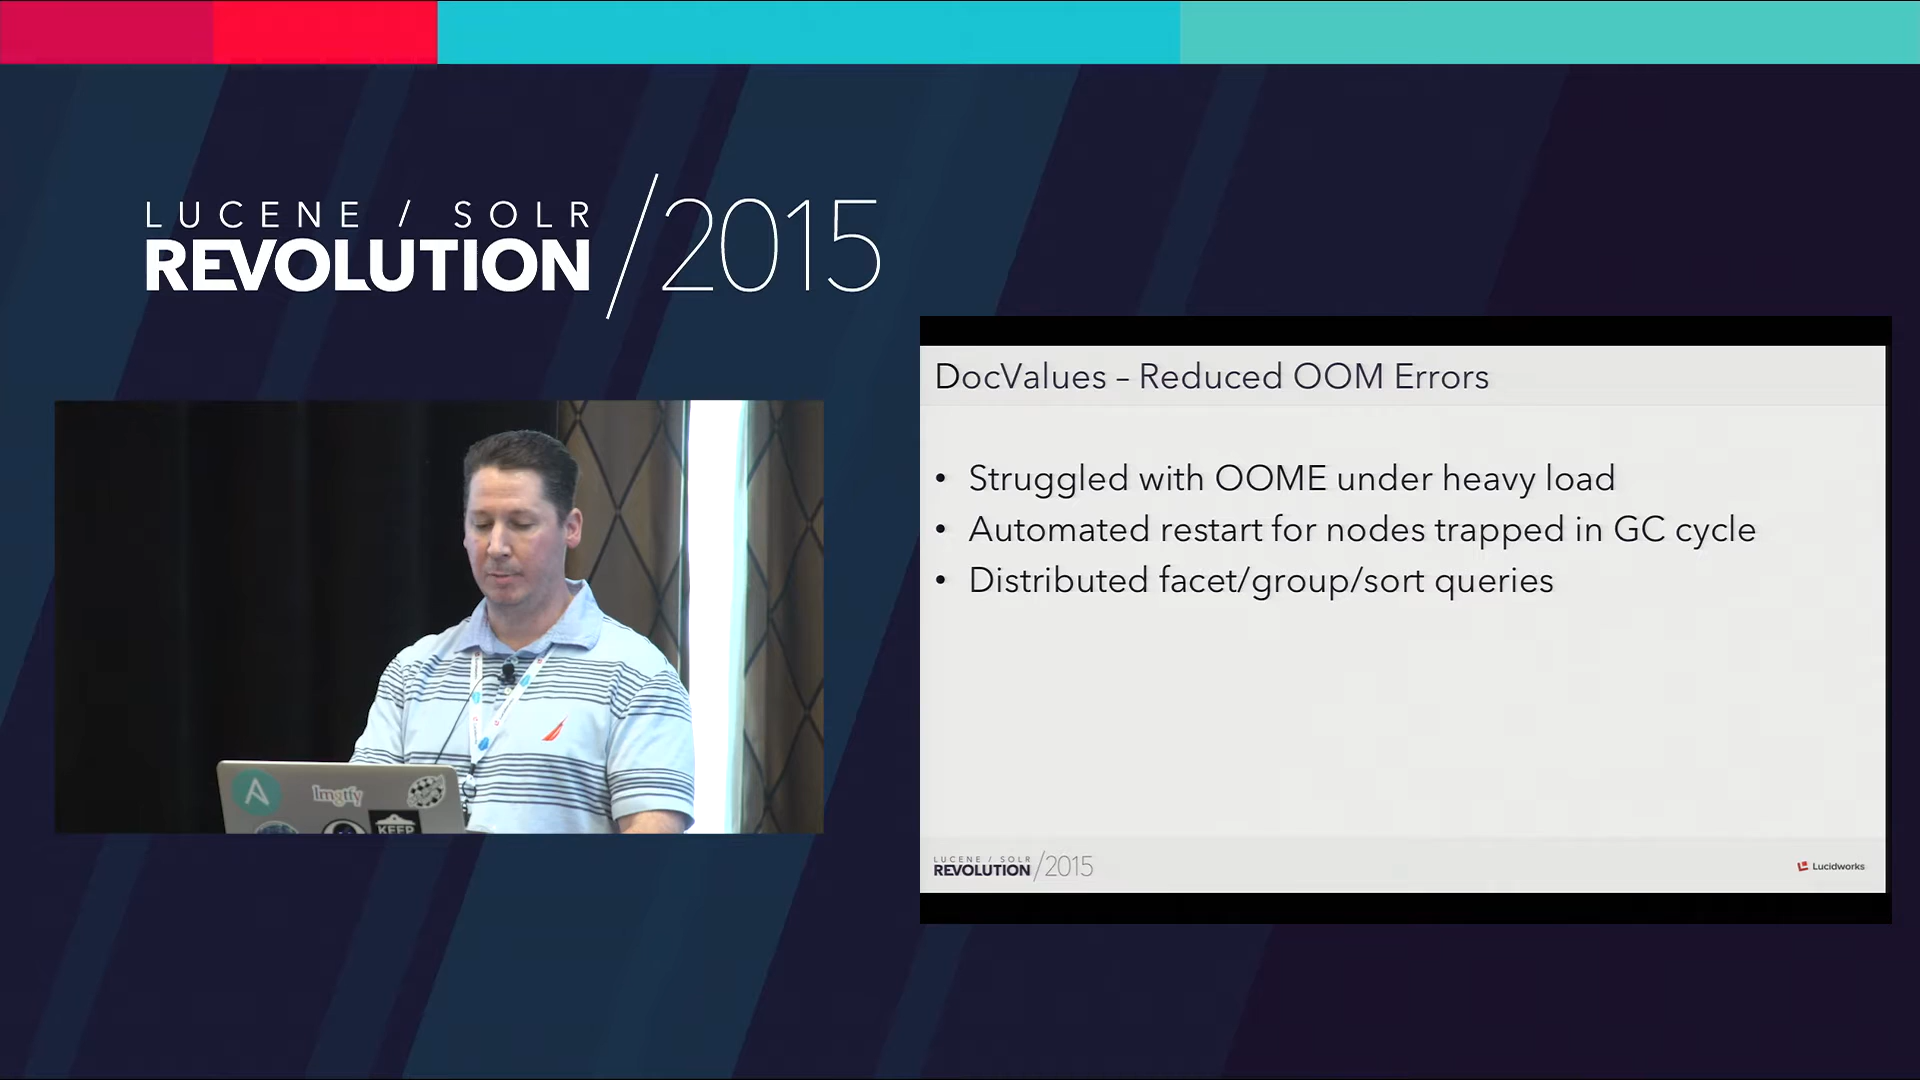 LUCENE / SOLR
REVOLUTION /2015
DocValues – Reduced OOM Errors
• Struggled with OOME under heavy load
• Automated restart for nodes trapped in GC cycle
• Distributed facet/group/sort queries
lmgtfy
KEEP
LUCENE / SOLR
REVOLUTION /2015
Lucidworks